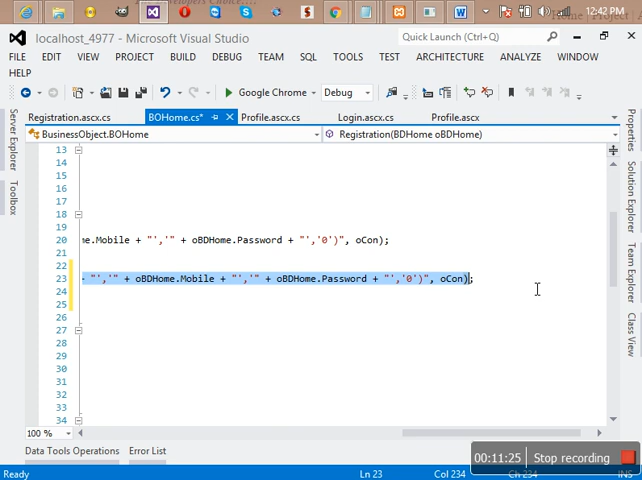 localhost_4977 - Microsoft Visual Studio
Quick Launch (Ctrl+Q)
FILE EDIT VIEW PROJECT BUILD DEBUG TEAM SQL TOOLS TEST ARCHITECTURE ANALYZE WINDOW
HELP
Google Chrome Debug
Registration.ascx.cs BOHome.cs* Profile.ascx.cs Login.ascx.cs Profile.ascx
BusinessObject.BOHome Registration(BDHome oBDHome)
Server Explorer
Toolbox
Properties
Solution Explorer
Team Explorer
Class View
13
14
15
16
17
18
19
20 me.Mobile + "','" + oBDHome.Password + "','0')", oCon);
21
22
23 + "','" + oBDHome.Mobile + "','" + oBDHome.Password + "','0')", oCon);
24
25
26
27
28
29
30
31
32
33
34
100 %
Data Tools Operations Error List
00:11:25 Stop recording
Ready Ln 23 Col 234 Ch 234 INS
12:42 PM